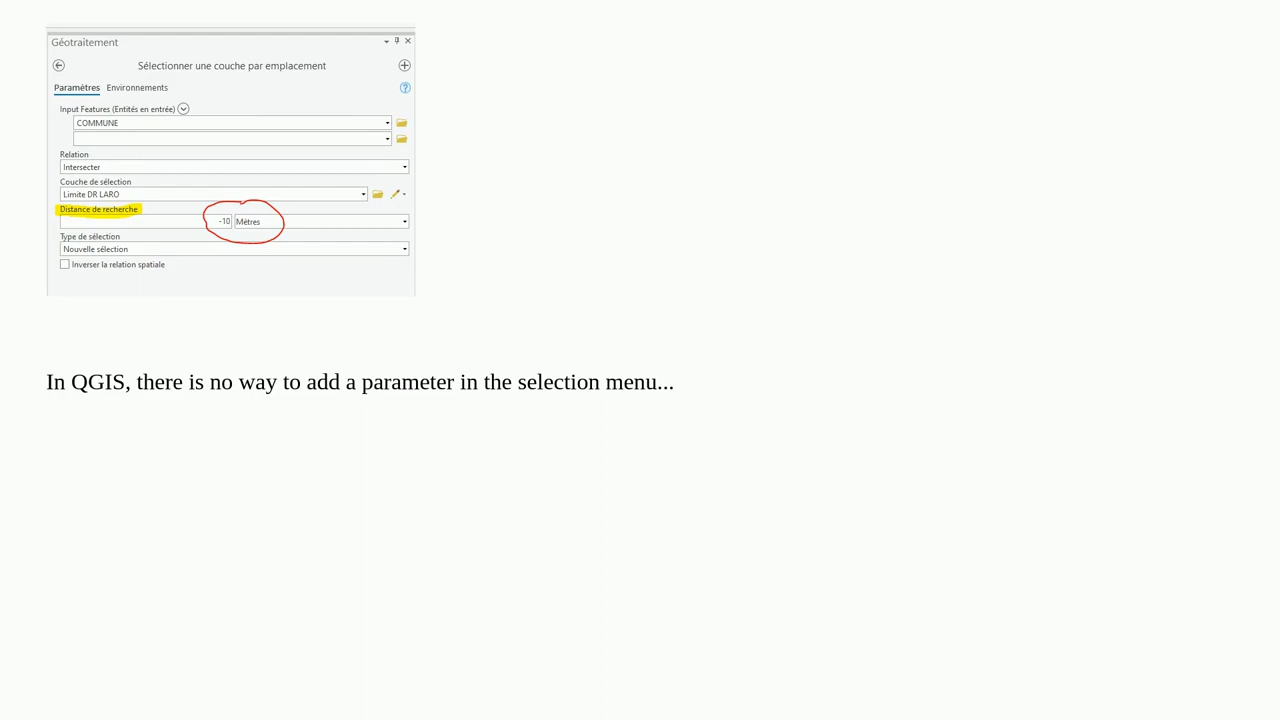 Géotraitement
Sélectionner une couche par emplacement
Paramètres Environnements
Input Features (Entités en entrée)
COMMUNE
Relation
Intersecter
Couche de sélection
Limite DR LARO
Distance de recherche
-10 Mètres
Type de sélection
Nouvelle sélection
Inverser la relation spatiale
In QGIS, there is no way to add a parameter in the selection menu...